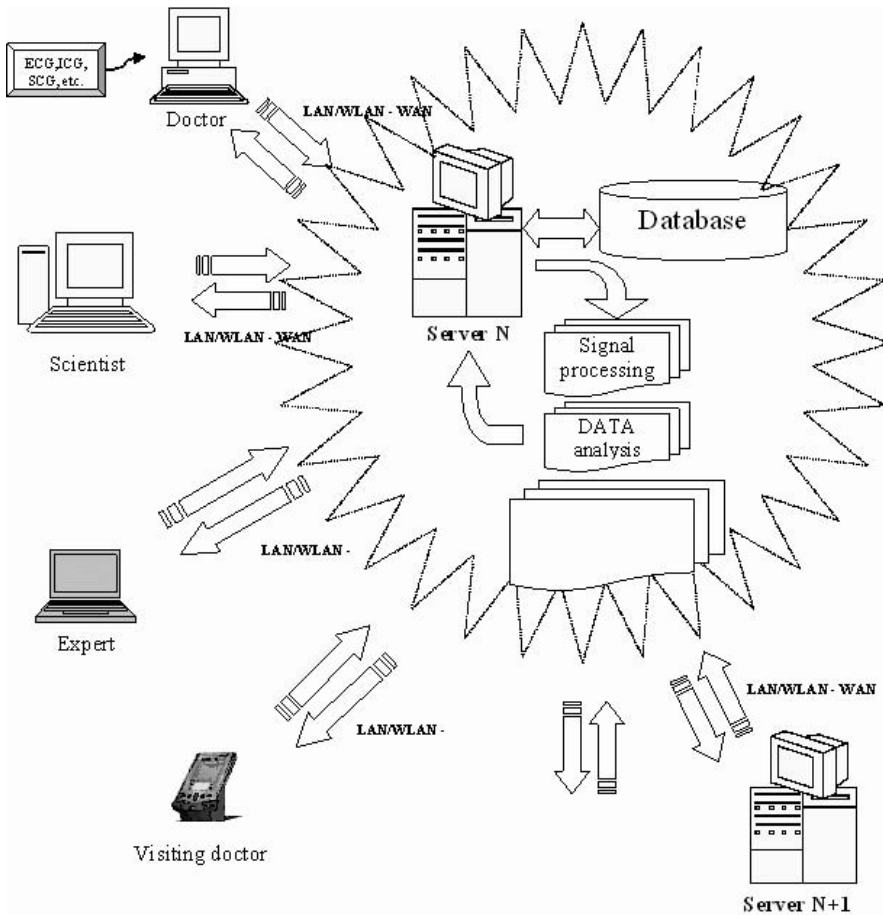 ECG,ICG,
SCG,etc.
Doctor
LAN/WLAN - WAN
Database
Server N
Scientist
LAN/WLAN - WAN
Signal
processing
DATA
analysis
LAN/WLAN -
Expert
LAN/WLAN -
Visiting doctor
LAN/WLAN - WAN
Server N+1